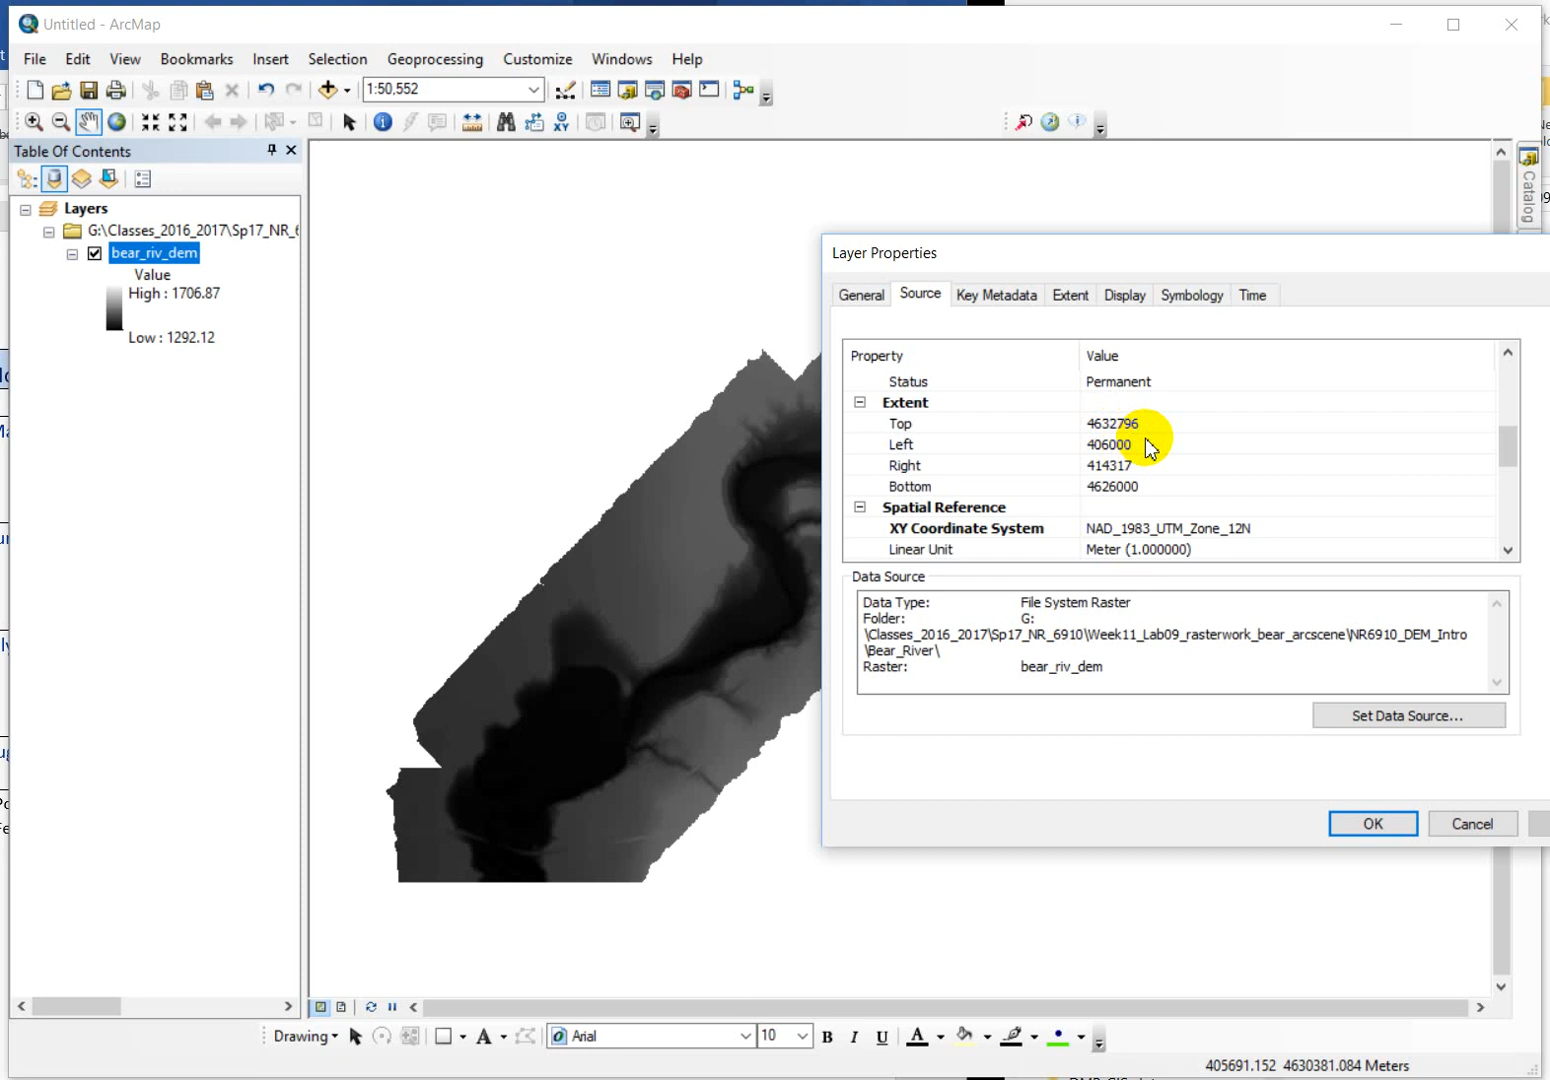 Untitled - ArcMap
File Edit View Bookmarks Insert Selection Geoprocessing Customize Windows Help
1:50,552
Table Of Contents
Layers
G:\Classes_2016_2017\Sp17_NR_6
bear_riv_dem
Value
High : 1706.87
Low : 1292.12
Catalog
Layer Properties
General Source Key Metadata Extent Display Symbology Time
Property Value
Status Permanent
Extent
Top 4632796
Left 406000
Right 414317
Bottom 4626000
Spatial Reference
XY Coordinate System NAD_1983_UTM_Zone_12N
Linear Unit Meter (1.000000)
Data Source
Data Type: File System Raster
Folder: G:
\Classes_2016_2017\Sp17_NR_6910\Week11_Lab09_rasterwork_bear_arcscene\NR6910_DEM_Intro
\Bear_River\
Raster: bear_riv_dem
Set Data Source...
OK Cancel
Drawing A Arial 10 B I U A
405691.152 4630381.084 Meters